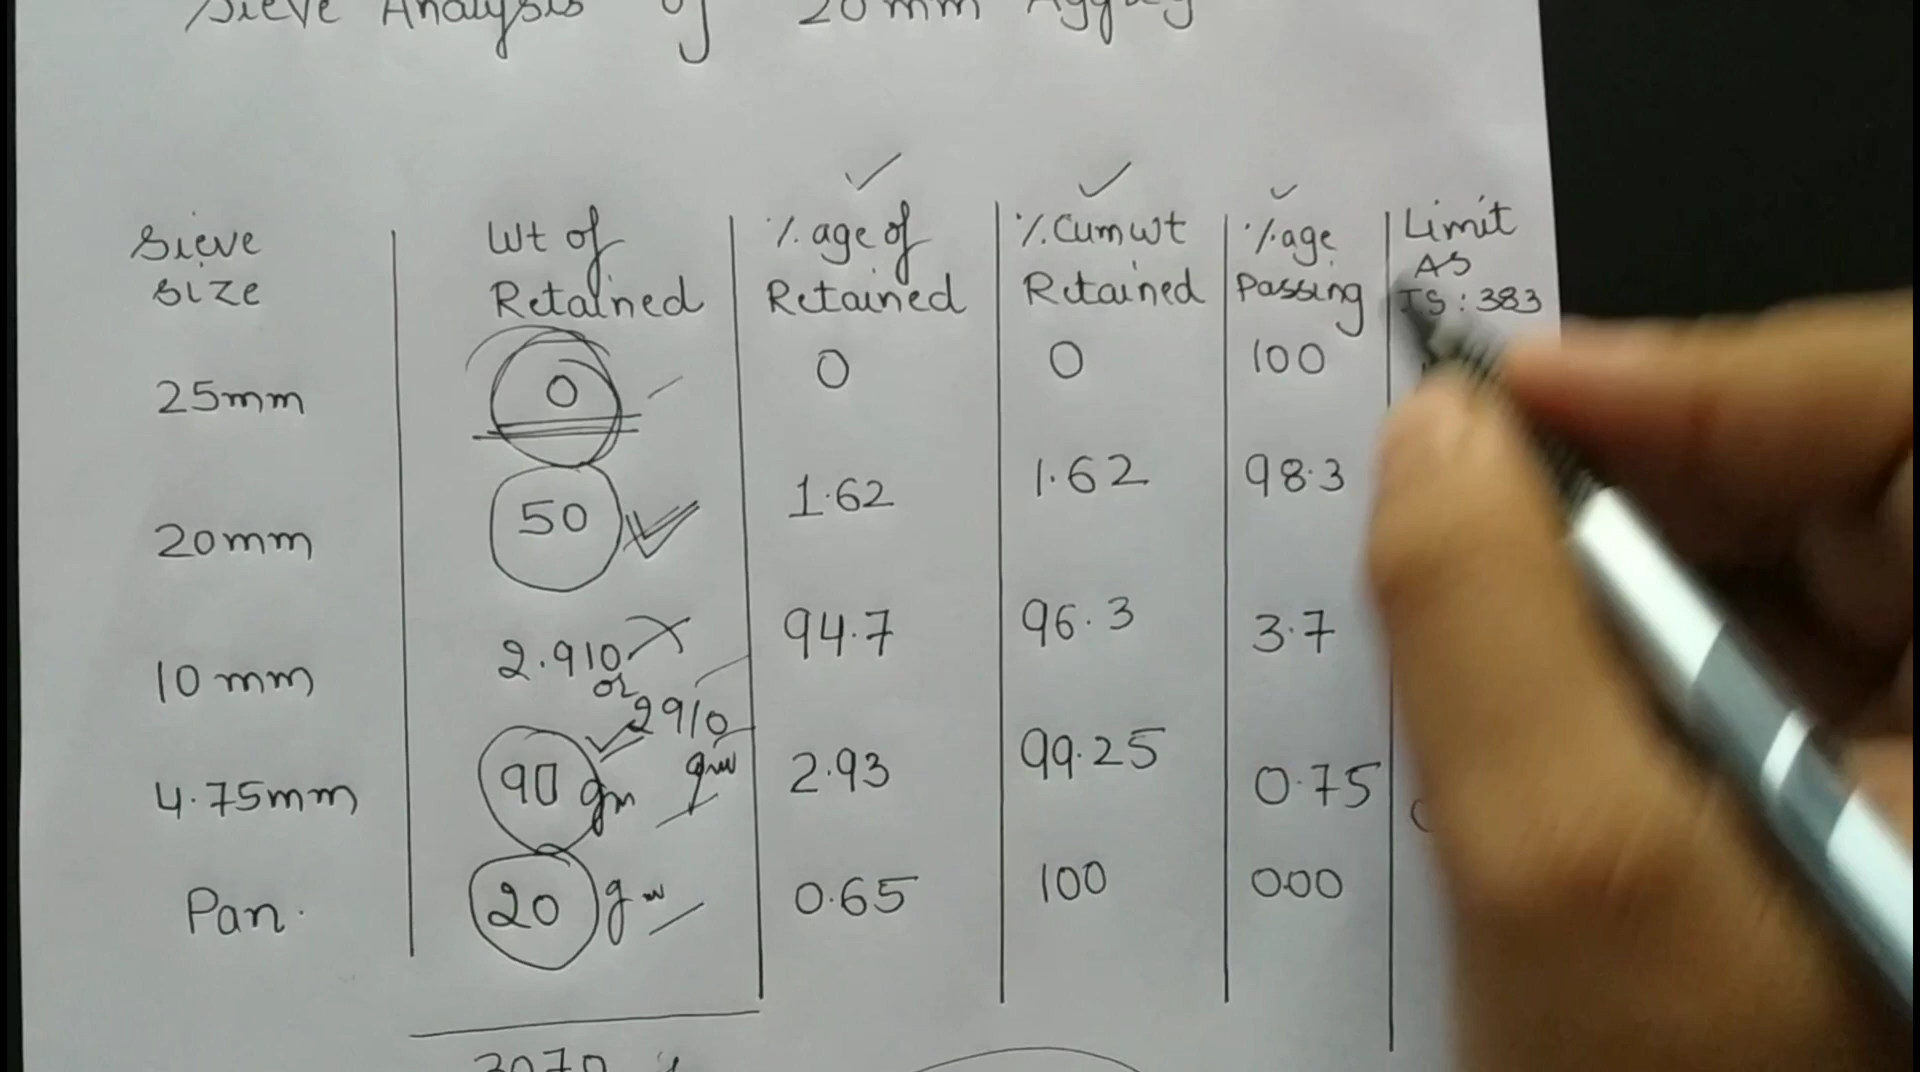 Sieve Analysis of 20mm
Sieve Size Wt of Retained %age of Retained % Cum wt Retained %age Passing Limit AS IS:383
25mm 0 0 0 100
20mm 50 1.62 1.62 98.3
10mm 2.910 or 2910 gm 94.7 96.3 3.7
4.75mm 90 gm 2.93 99.25 0.75
Pan. 20 gm 0.65 100 000
3070